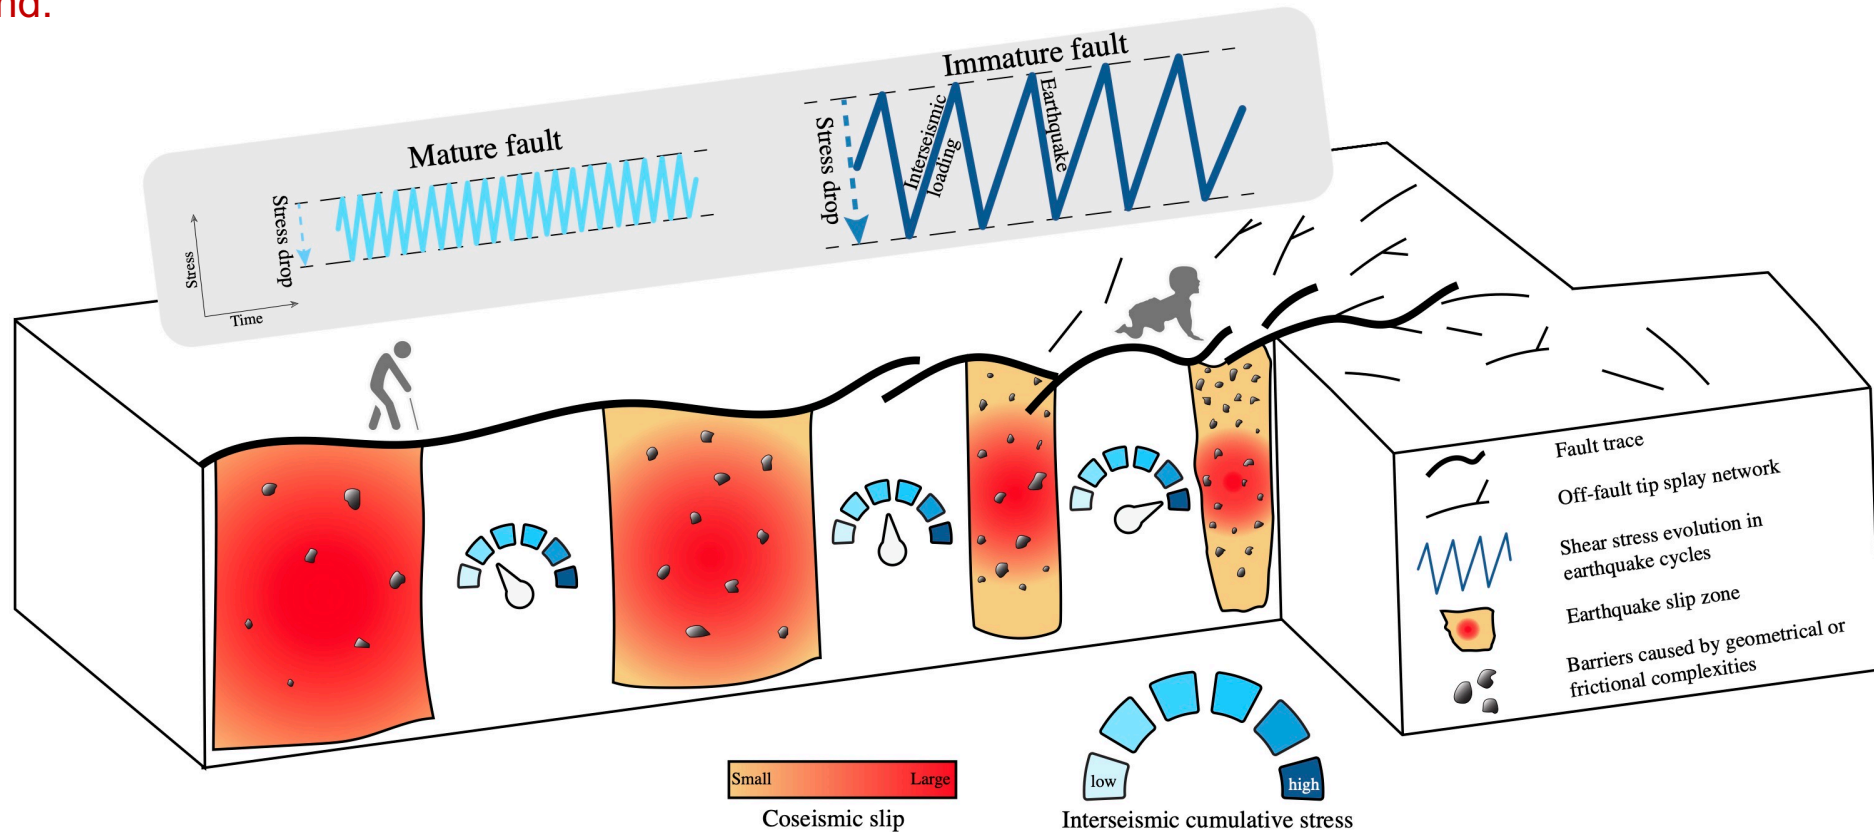 nd.
Mature fault
Stress drop
Stress
Time
Immature fault
Stress drop
Interseismic
loading
Earthquake
Fault trace
Off-fault tip splay network
Shear stress evolution in
earthquake cycles
Earthquake slip zone
Barriers caused by geometrical or
frictional complexities
Small
Large
Coseismic slip
low
high
Interseismic cumulative stress